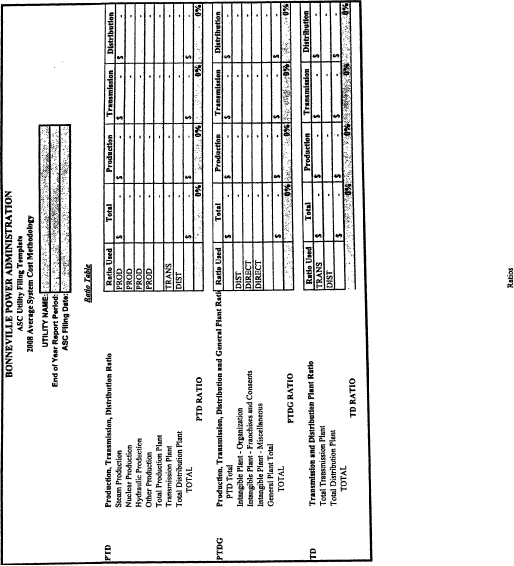 BONNEVILLE POWER ADMINISTRATION
ASC Utility Filing Template
2008 Average System Cost Methodology
UTILITY NAME:
End of Year Report Period:
ASC Filing Date:
Ratio Table
PTD Production, Transmission, Distribution Ratio Ratio Used Total Production Transmission Distribution
Steam Production PROD $ - $ - $ - $ -
Nuclear Production PROD - - - -
Hydraulic Production PROD - - - -
Other Production PROD - - - -
Total Production Plant - - - -
Transmission Plant TRANS - - - -
Total Distribution Plant DIST - - - -
TOTAL $ - $ - $ - $ -
PTD RATIO 0% 0% 0% 0%
PTDG Production, Transmission, Distribution and General Plant Ratio Ratio Used Total Production Transmission Distribution
PTD Total $ - $ - $ - $ -
Intangible Plant - Organization DIST - - - -
Intangible Plant - Franchises and Consents DIRECT - - - -
Intangible Plant - Miscellaneous DIRECT - - - -
General Plant Total - - - -
TOTAL $ - $ - $ - $ -
PTDG RATIO 0% 0% 0% 0%
TD Transmission and Distribution Plant Ratio Ratio Used Total Production Transmission Distribution
Total Transmission Plant TRANS $ - $ - $ - $ -
Total Distribution Plant DIST - - - -
TOTAL $ - $ - $ - $ -
TD RATIO 0% 0% 0% 0%
Ratios